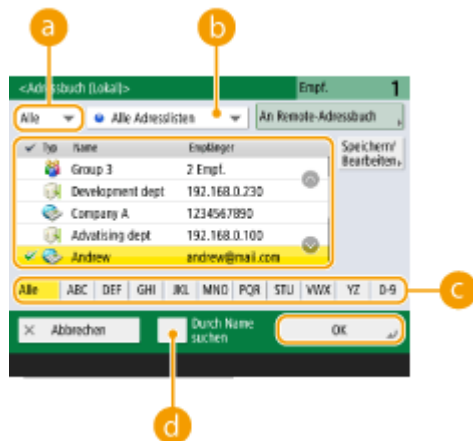 a
b
<Adressbuch (Lokal)> Empf. 1
Alle Alle Adresslisten An Remote-Adressbuch
Typ Name Empfänger Speichern/
Bearbeiten
Group 3 2 Empf.
Development dept 192.168.0.230
Company A 1234567890
Advatising dept 192.168.0.100
Andrew andrew@mail.com
Alle ABC DEF GHI JKL MNO PQR STU VWX YZ 0-9
c
Abbrechen Durch Name
suchen OK
d